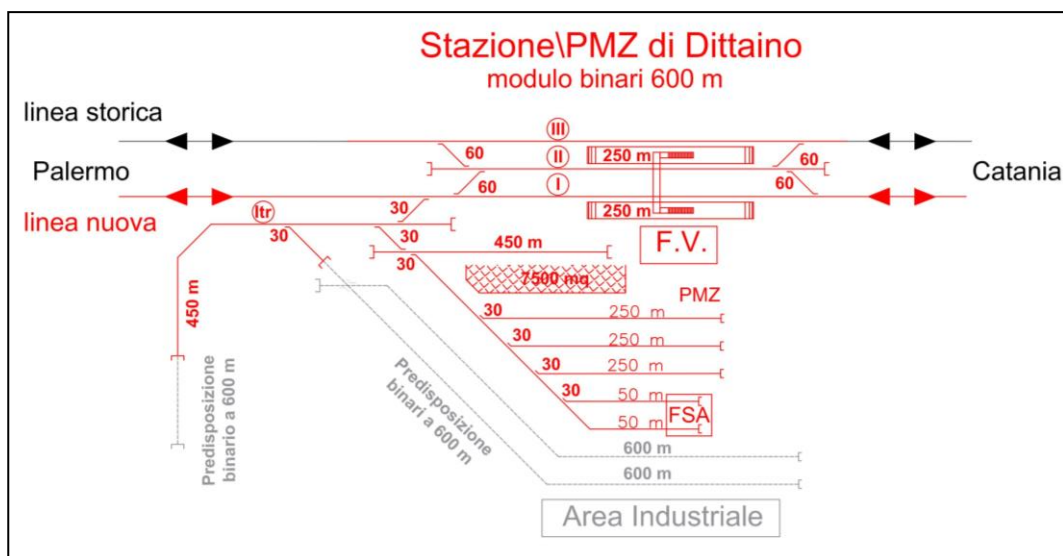 Stazione\PMZ di Dittaino
modulo binari 600 m
linea storica
III
60
II
250 m
60
Palermo
Catania
60
I
60
linea nuova
Itr
30
250 m
30
30
450 m
F.V.
30
7500 mq
PMZ
450 m
30
250 m
30
250 m
30
250 m
30
50 m
FSA
50 m
Predisposizione
binario a 600 m
Predisposizione
binari a 600 m
600 m
600 m
Area Industriale